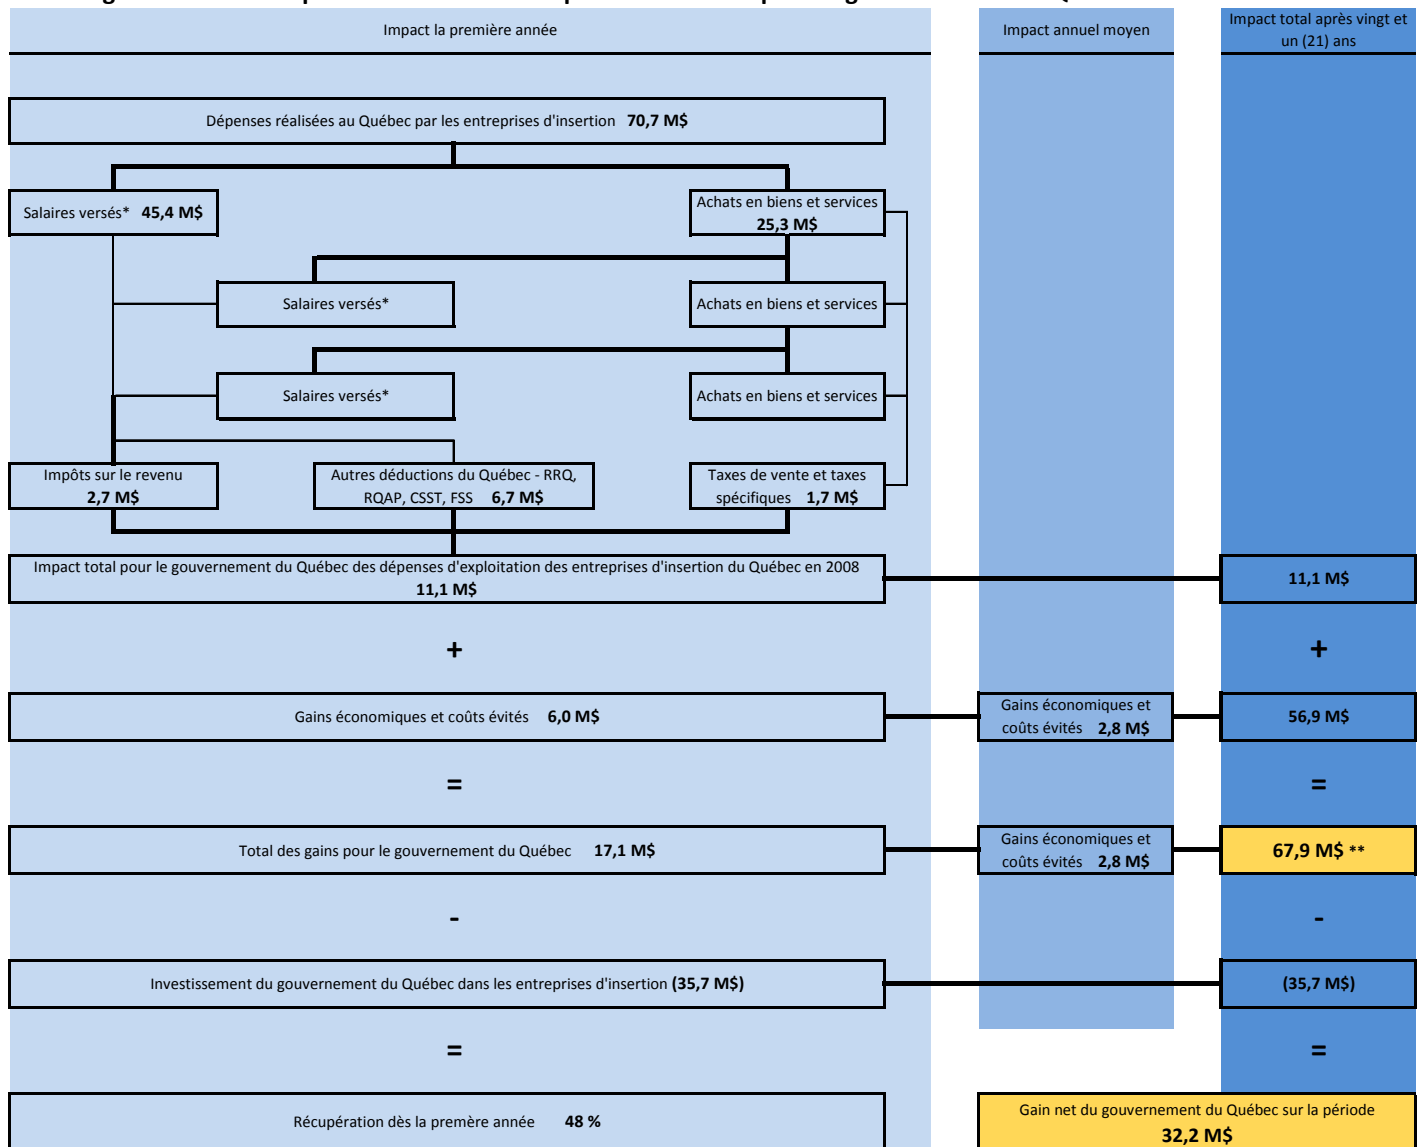 Impact la première année
Impact annuel moyen
Impact total après vingt et
un (21) ans
Dépenses réalisées au Québec par les entreprises d'insertion 70,7 M$
Salaires versés* 45,4 M$
Achats en biens et services
25,3 M$
Salaires versés*
Achats en biens et services
Salaires versés*
Achats en biens et services
Impôts sur le revenu
2,7 M$
Autres déductions du Québec - RRQ,
RQAP, CSST, FSS 6,7 M$
Taxes de vente et taxes
spécifiques 1,7 M$
Impact total pour le gouvernement du Québec des dépenses d'exploitation des entreprises d'insertion du Québec en 2008
11,1 M$
11,1 M$
+
+
Gains économiques et coûts évités 6,0 M$
Gains économiques et
coûts évités 2,8 M$
56,9 M$
=
=
Total des gains pour le gouvernement du Québec 17,1 M$
Gains économiques et
coûts évités 2,8 M$
67,9 M$ **
-
-
Investissement du gouvernement du Québec dans les entreprises d'insertion (35,7 M$)
(35,7 M$)
=
=
Récupération dès la premère année 48 %
Gain net du gouvernement du Québec sur la période
32,2 M$